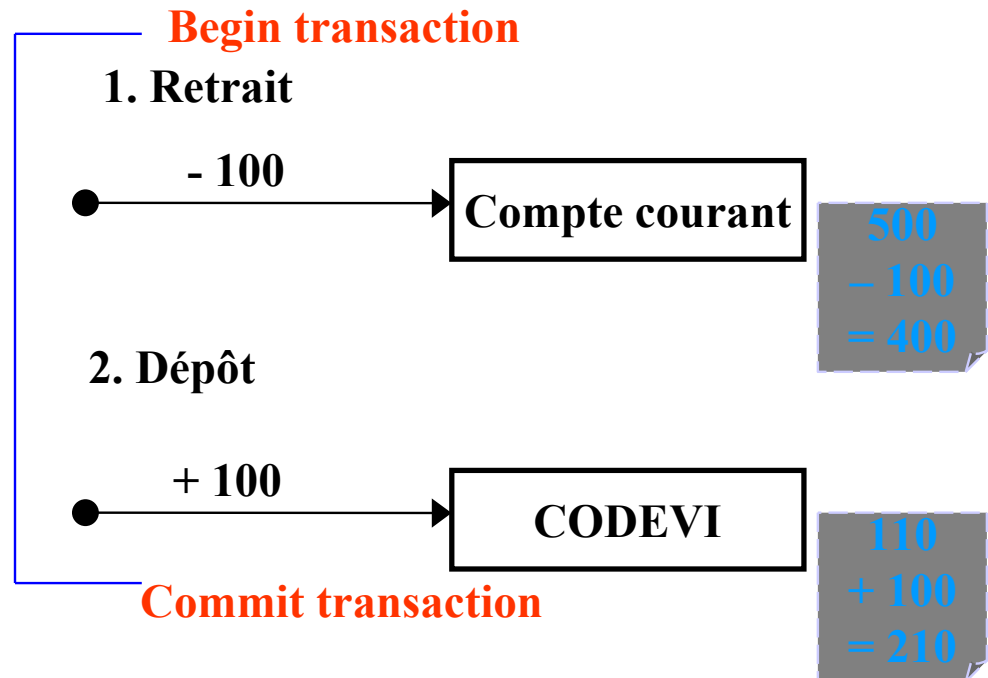 Begin transaction
1. Retrait
- 100
Compte courant
500
– 100
= 400
2. Dépôt
+ 100
CODEVI
110
+ 100
= 210
Commit transaction